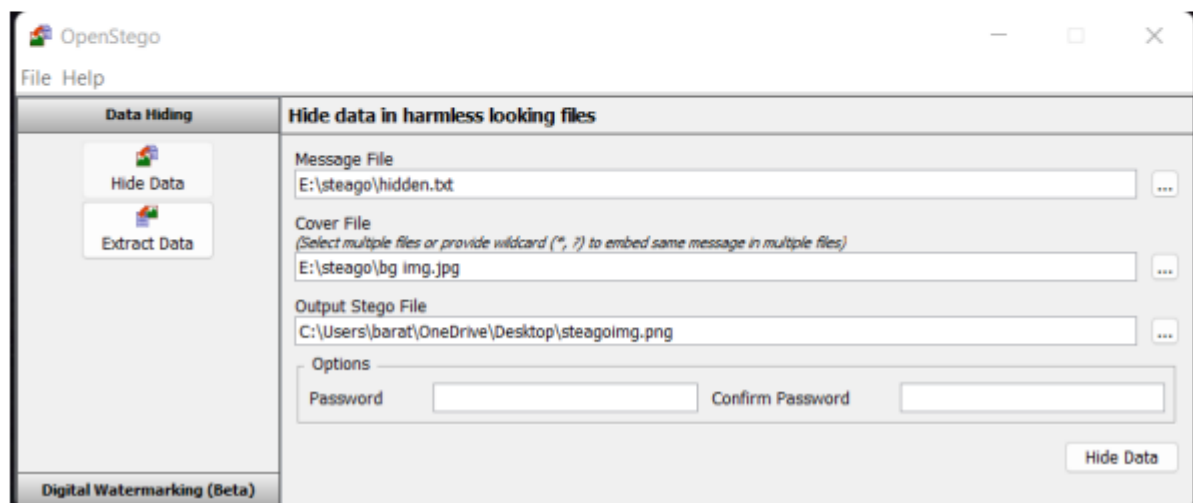 OpenStego
File Help
Data Hiding
Hide Data
Extract Data
Digital Watermarking (Beta)
Hide data in harmless looking files
Message File
E:\steago\hidden.txt
...
Cover File
(Select multiple files or provide wildcard (*, ?) to embed same message in multiple files)
E:\steago\bg img.jpg
...
Output Stego File
C:\Users\barat\OneDrive\Desktop\steagoimg.png
...
Options
Password
Confirm Password
Hide Data